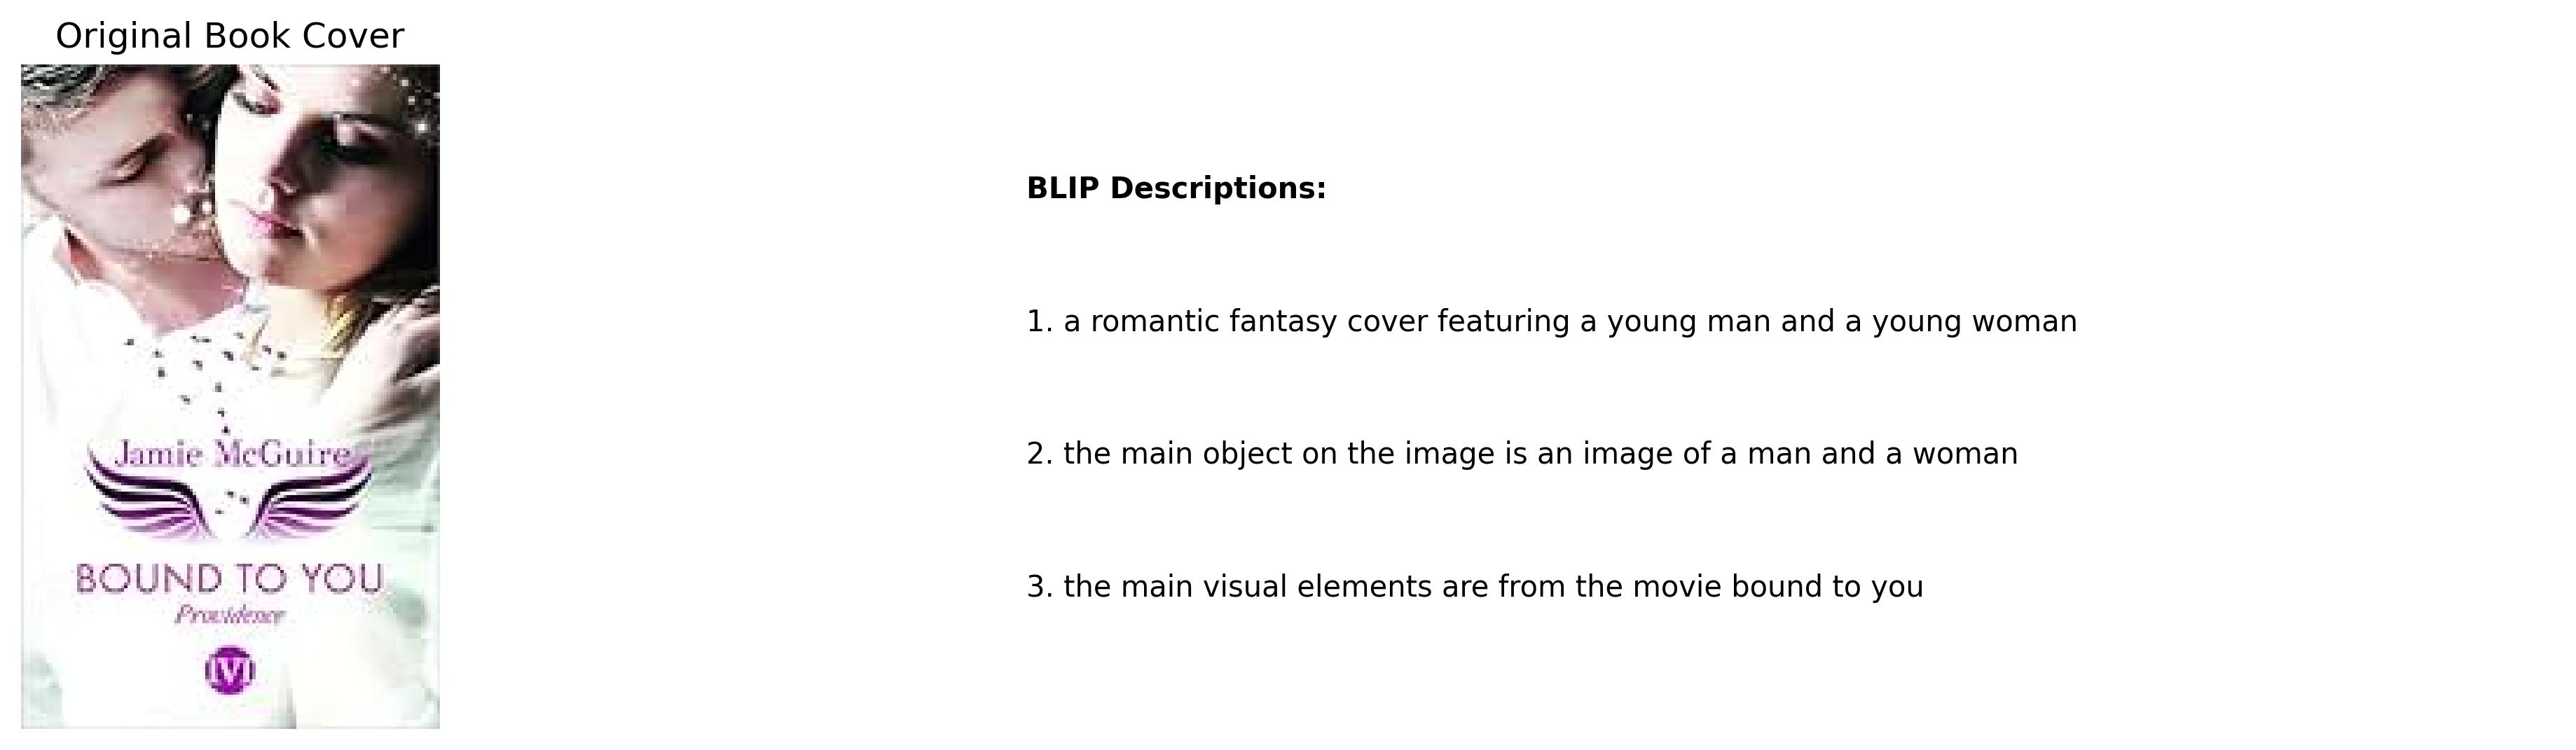 Original Book Cover
Jamie McGuire
BOUND TO YOU
Providence
IVI
BLIP Descriptions:
1. a romantic fantasy cover featuring a young man and a young woman
2. the main object on the image is an image of a man and a woman
3. the main visual elements are from the movie bound to you